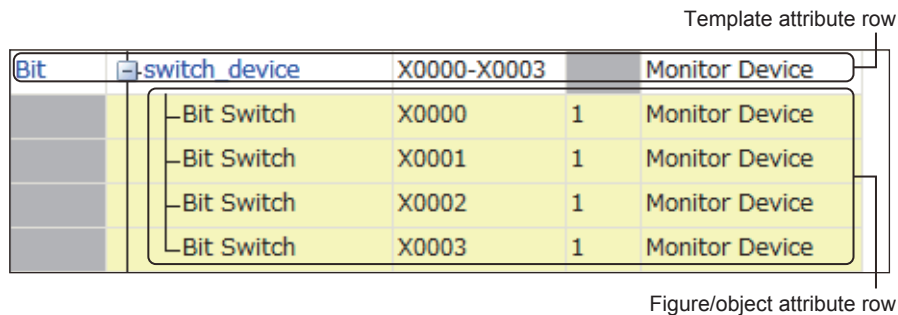 Template attribute row
Bit switch_device X0000-X0003 Monitor Device
Bit Switch X0000 1 Monitor Device
Bit Switch X0001 1 Monitor Device
Bit Switch X0002 1 Monitor Device
Bit Switch X0003 1 Monitor Device
Figure/object attribute row